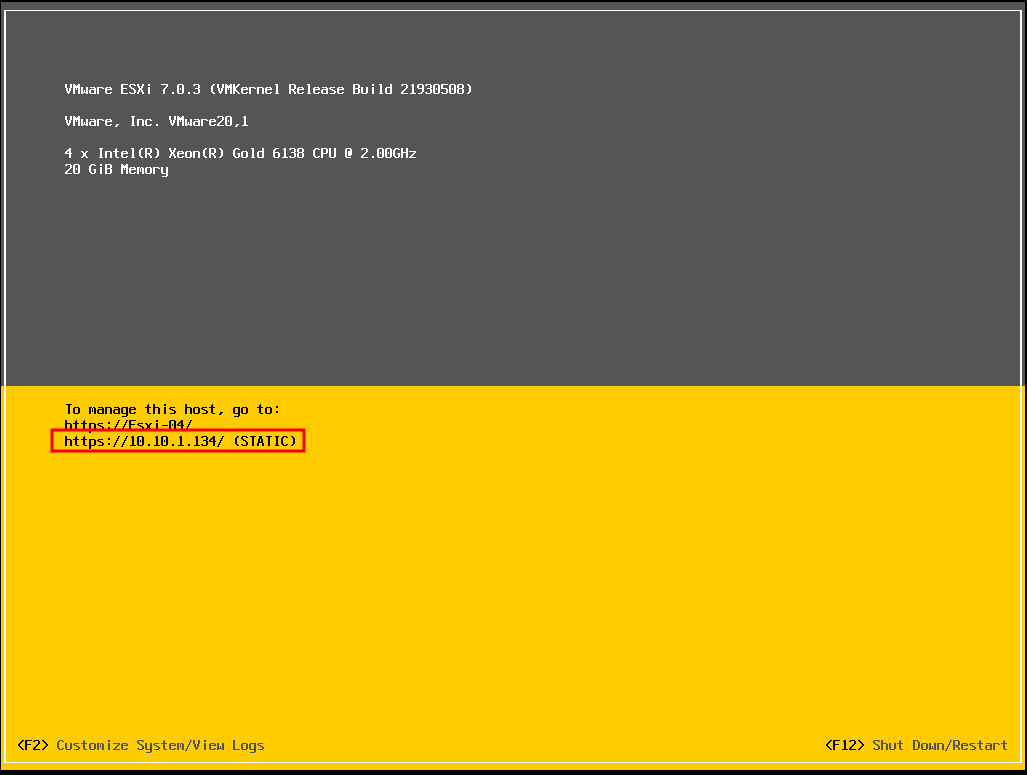 VMware ESXi 7.0.3 (VMKernel Release Build 21930508)
VMware, Inc. VMware20,1
4 x Intel(R) Xeon(R) Gold 6138 CPU @ 2.00GHz
20 GiB Memory
To manage this host, go to:
https://Esxi-04/
https://10.10.1.134/ (STATIC)
<F2> Customize System/View Logs
<F12> Shut Down/Restart